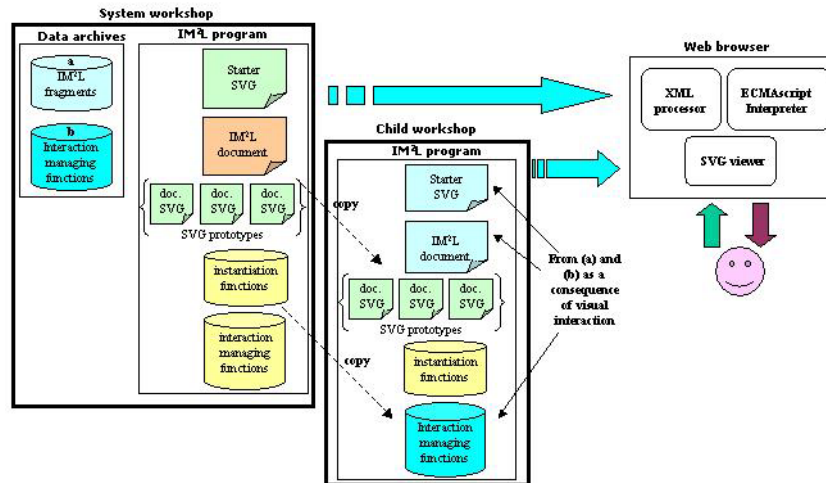 System workshop
Data archives
IM²L program
a
IM²L
fragments
b
Interaction
managing
functions
Starter
SVG
IM²L
document
doc.
SVG
doc.
SVG
doc.
SVG
SVG prototypes
instantiation
functions
interaction
managing
functions
copy
copy
Child workshop
IM²L program
Starter
SVG
IM²L
document
doc.
SVG
doc.
SVG
doc.
SVG
SVG prototypes
instantiation
functions
Interaction
managing
functions
From (a) and
(b) as a
consequence
of visual
interaction
Web browser
XML
processor
ECMAscript
Interpreter
SVG viewer